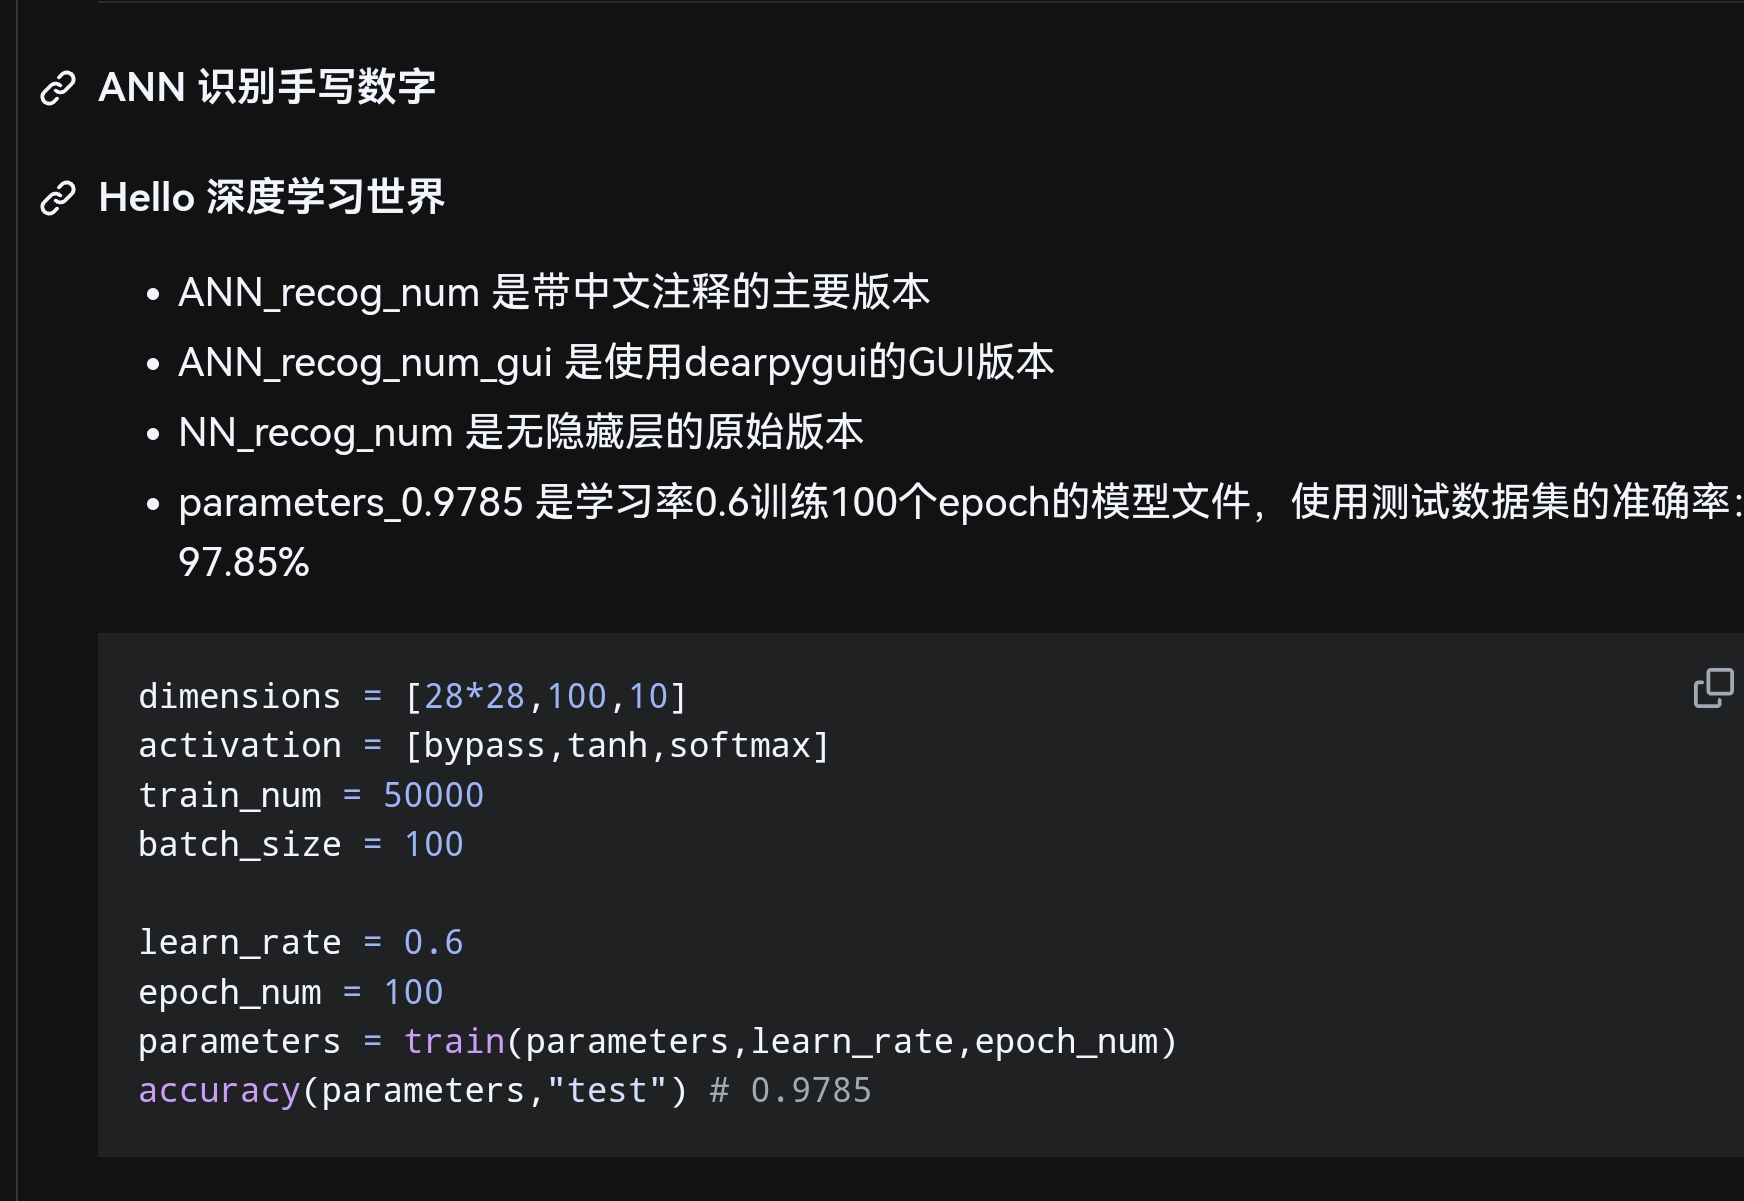 ANN 识别手写数字
Hello 深度学习世界
• ANN_recog_num 是带中文注释的主要版本
• ANN_recog_num_gui 是使用dearpygui的GUI版本
• NN_recog_num 是无隐藏层的原始版本
• parameters_0.9785 是学习率0.6训练100个epoch的模型文件，使用测试数据集的准确率：
97.85%
dimensions = [28*28,100,10]
activation = [bypass,tanh,softmax]
train_num = 50000
batch_size = 100
learn_rate = 0.6
epoch_num = 100
parameters = train(parameters,learn_rate,epoch_num)
accuracy(parameters,"test") # 0.9785